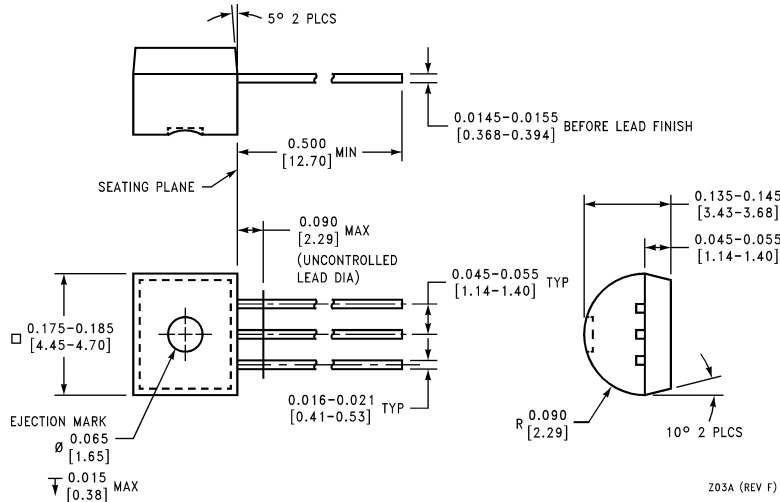 5° 2 PLCS
0.0145-0.0155
[0.368-0.394] BEFORE LEAD FINISH
0.500
[12.70] MIN
SEATING PLANE
0.135-0.145
[3.43-3.68]
0.090
[2.29] MAX
(UNCONTROLLED
LEAD DIA)
0.045-0.055
[1.14-1.40]
0.045-0.055
[1.14-1.40] TYP
□ 0.175-0.185
[4.45-4.70]
0.016-0.021
[0.41-0.53] TYP
EJECTION MARK
Ø 0.065
[1.65]
R 0.090
[2.29]
10° 2 PLCS
↧ 0.015
[0.38] MAX
Z03A (REV F)